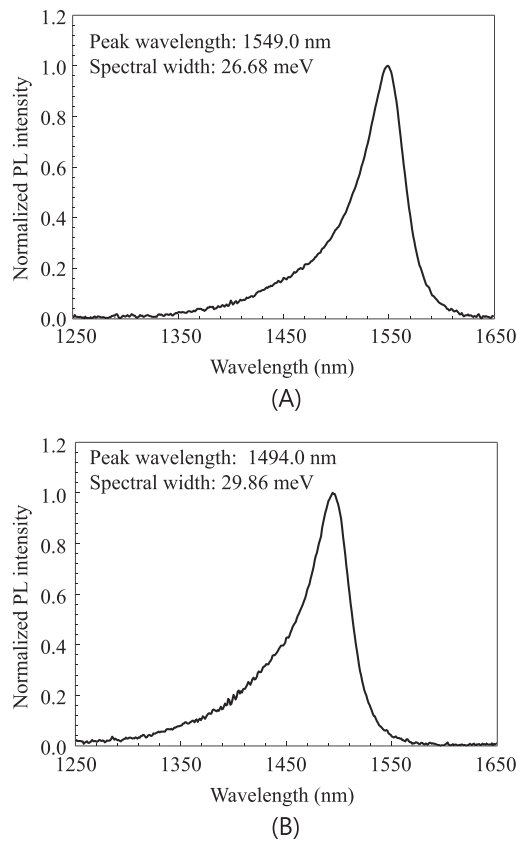 1.2
Peak wavelength: 1549.0 nm
Spectral width: 26.68 meV
1.0
0.8
0.6
0.4
0.2
0.0
Normalized PL intensity
1250 1350 1450 1550 1650
Wavelength (nm)
(A)
1.2
Peak wavelength: 1494.0 nm
Spectral width: 29.86 meV
1.0
0.8
0.6
0.4
0.2
0.0
Normalized PL intensity
1250 1350 1450 1550 1650
Wavelength (nm)
(B)